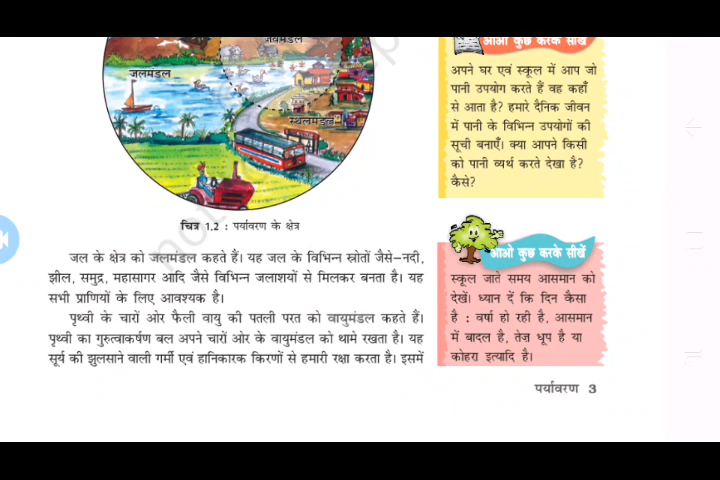 जैवमंडल
जलमंडल
स्थलमंडल
चित्र 1.2 : पर्यावरण के क्षेत्र
जल के क्षेत्र को जलमंडल कहते हैं। यह जल के विभिन्न स्रोतों जैसे–नदी,
झील, समुद्र, महासागर आदि जैसे विभिन्न जलाशयों से मिलकर बनता है। यह
सभी प्राणियों के लिए आवश्यक है।
पृथ्वी के चारों ओर फैली वायु की पतली परत को वायुमंडल कहते हैं।
पृथ्वी का गुरुत्वाकर्षण बल अपने चारों ओर के वायुमंडल को थामे रखता है। यह
सूर्य की झुलसाने वाली गर्मी एवं हानिकारक किरणों से हमारी रक्षा करता है। इसमें
आओ कुछ करके सीखें
अपने घर एवं स्कूल में आप जो
पानी उपयोग करते हैं वह कहाँ
से आता है? हमारे दैनिक जीवन
में पानी के विभिन्न उपयोगों की
सूची बनाएँ। क्या आपने किसी
को पानी व्यर्थ करते देखा है?
कैसे?
आओ कुछ करके सीखें
स्कूल जाते समय आसमान को
देखें। ध्यान दें कि दिन कैसा
है : वर्षा हो रही है, आसमान
में बादल है, तेज़ धूप है या
कोहरा इत्यादि है।
पर्यावरण 3